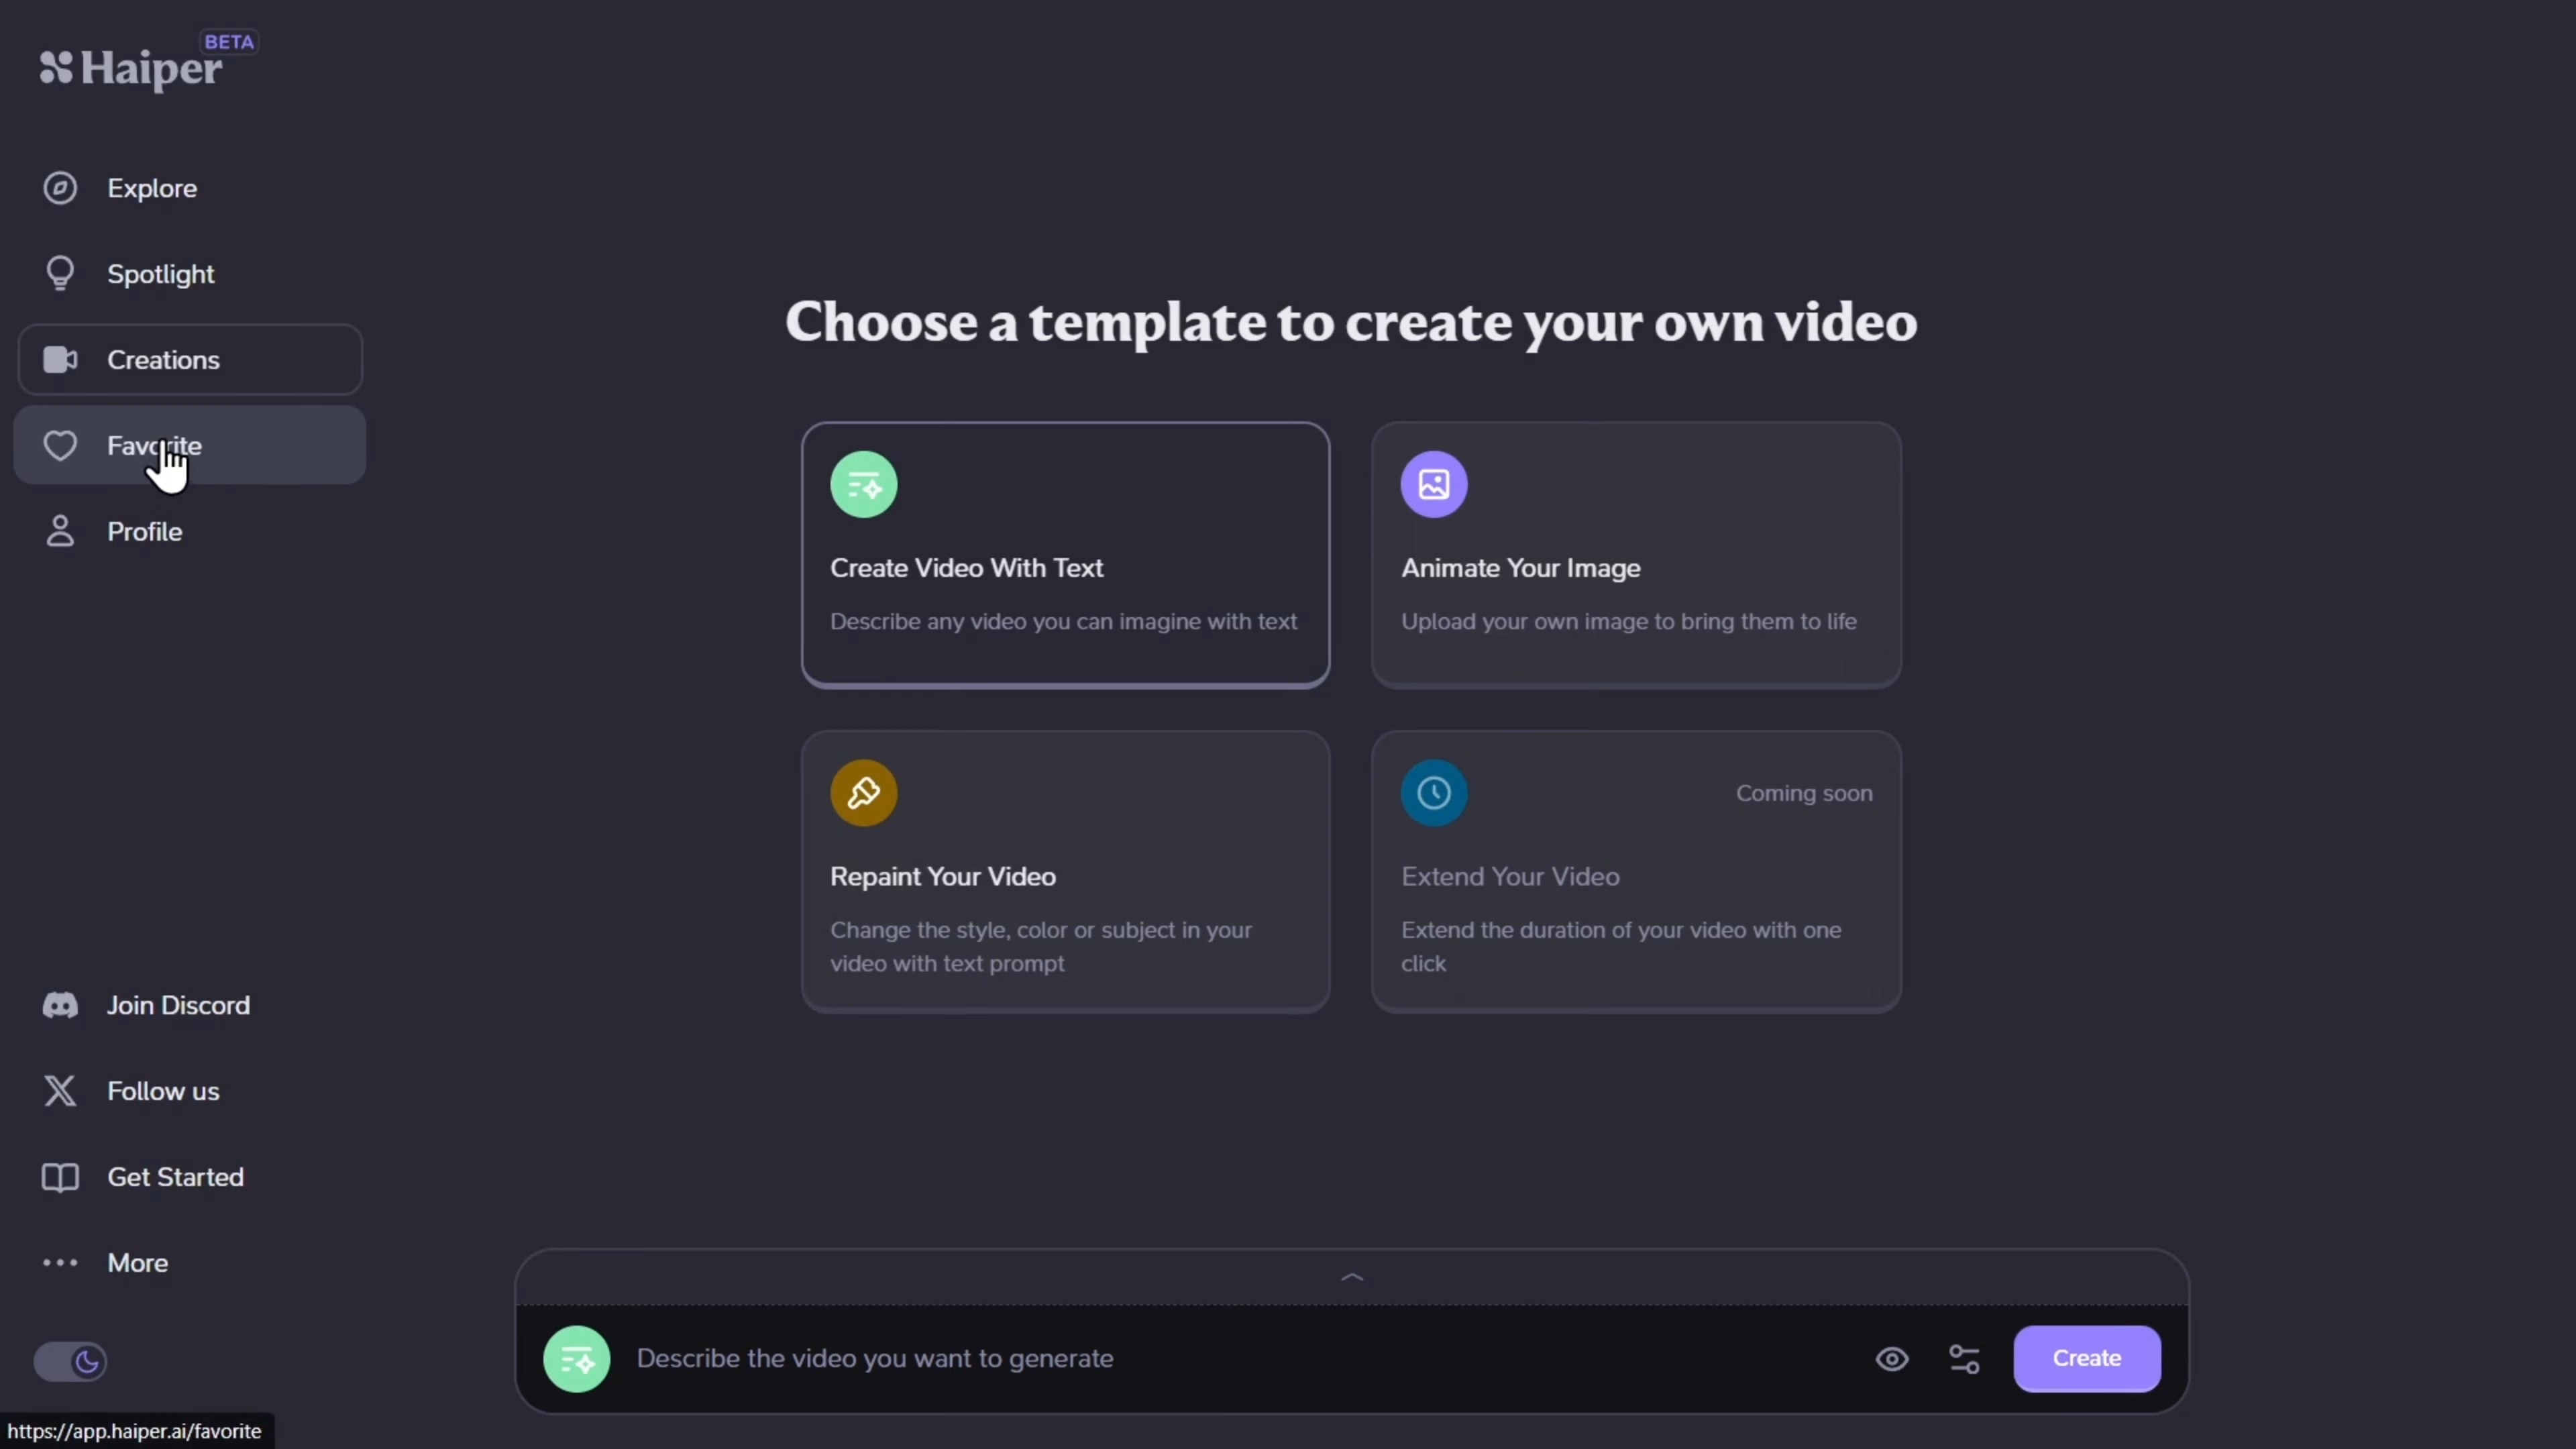 BETA
Haiper
Explore
Spotlight
Creations
Favorite
Profile
Join Discord
Follow us
Get Started
More
https://app.haiper.ai/favorite
Choose a template to create your own video
Create Video With Text
Describe any video you can imagine with text
Animate Your Image
Upload your own image to bring them to life
Repaint Your Video
Change the style, color or subject in your
video with text prompt
Coming soon
Extend Your Video
Extend the duration of your video with one
click
Describe the video you want to generate
Create